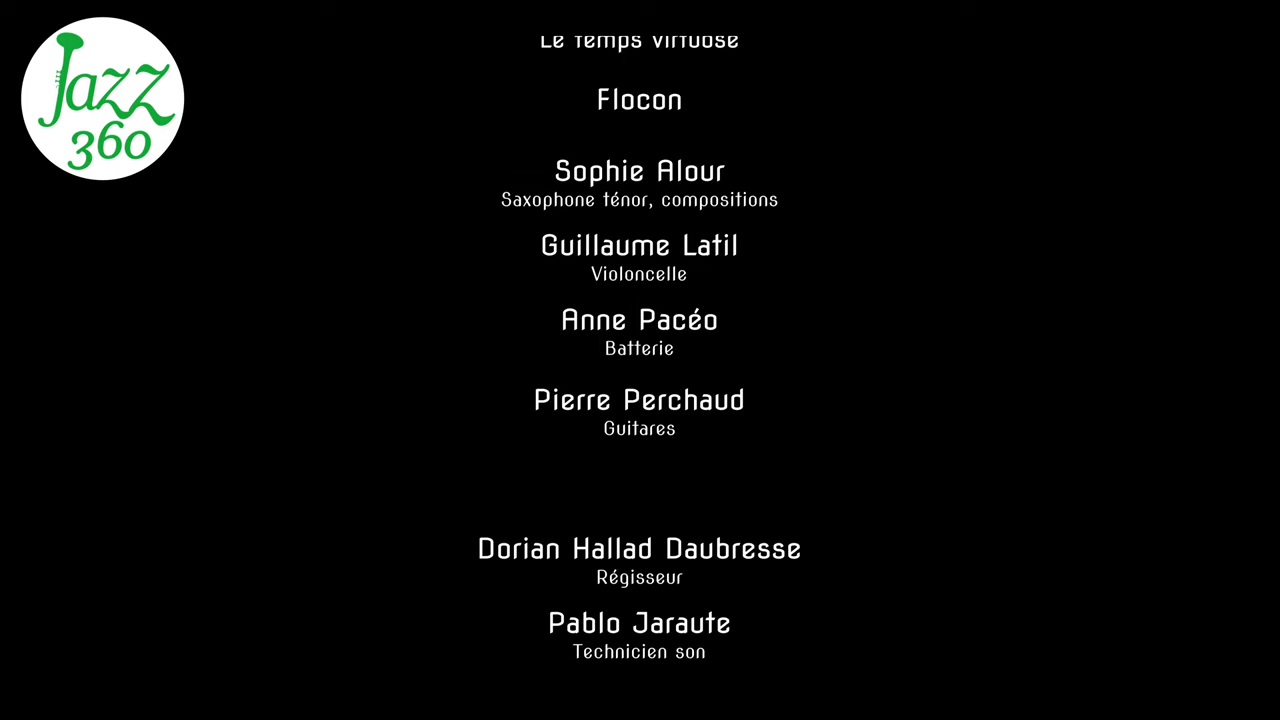 Jazz
360
Le temps virtuose
Flocon
Sophie Alour
Saxophone ténor, compositions
Guillaume Latil
Violoncelle
Anne Pacéo
Batterie
Pierre Perchaud
Guitares
Dorian Hallad Daubresse
Régisseur
Pablo Jaraute
Technicien son